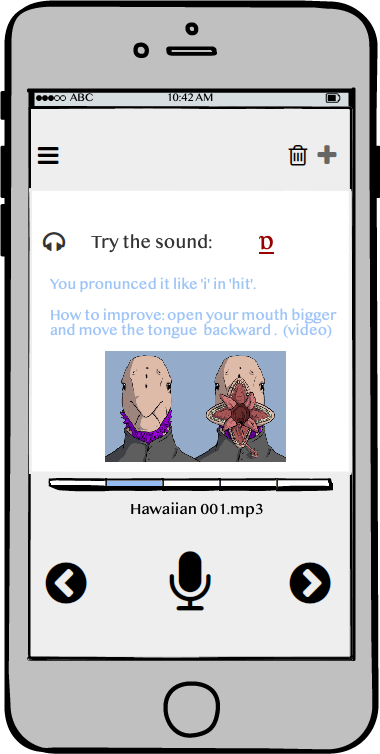 ABC 10:42 AM
Try the sound: ɒ
You pronunced it like 'i' in 'hit'.
How to improve: open your mouth bigger
and move the tongue backward . (video)
Hawaiian 001.mp3